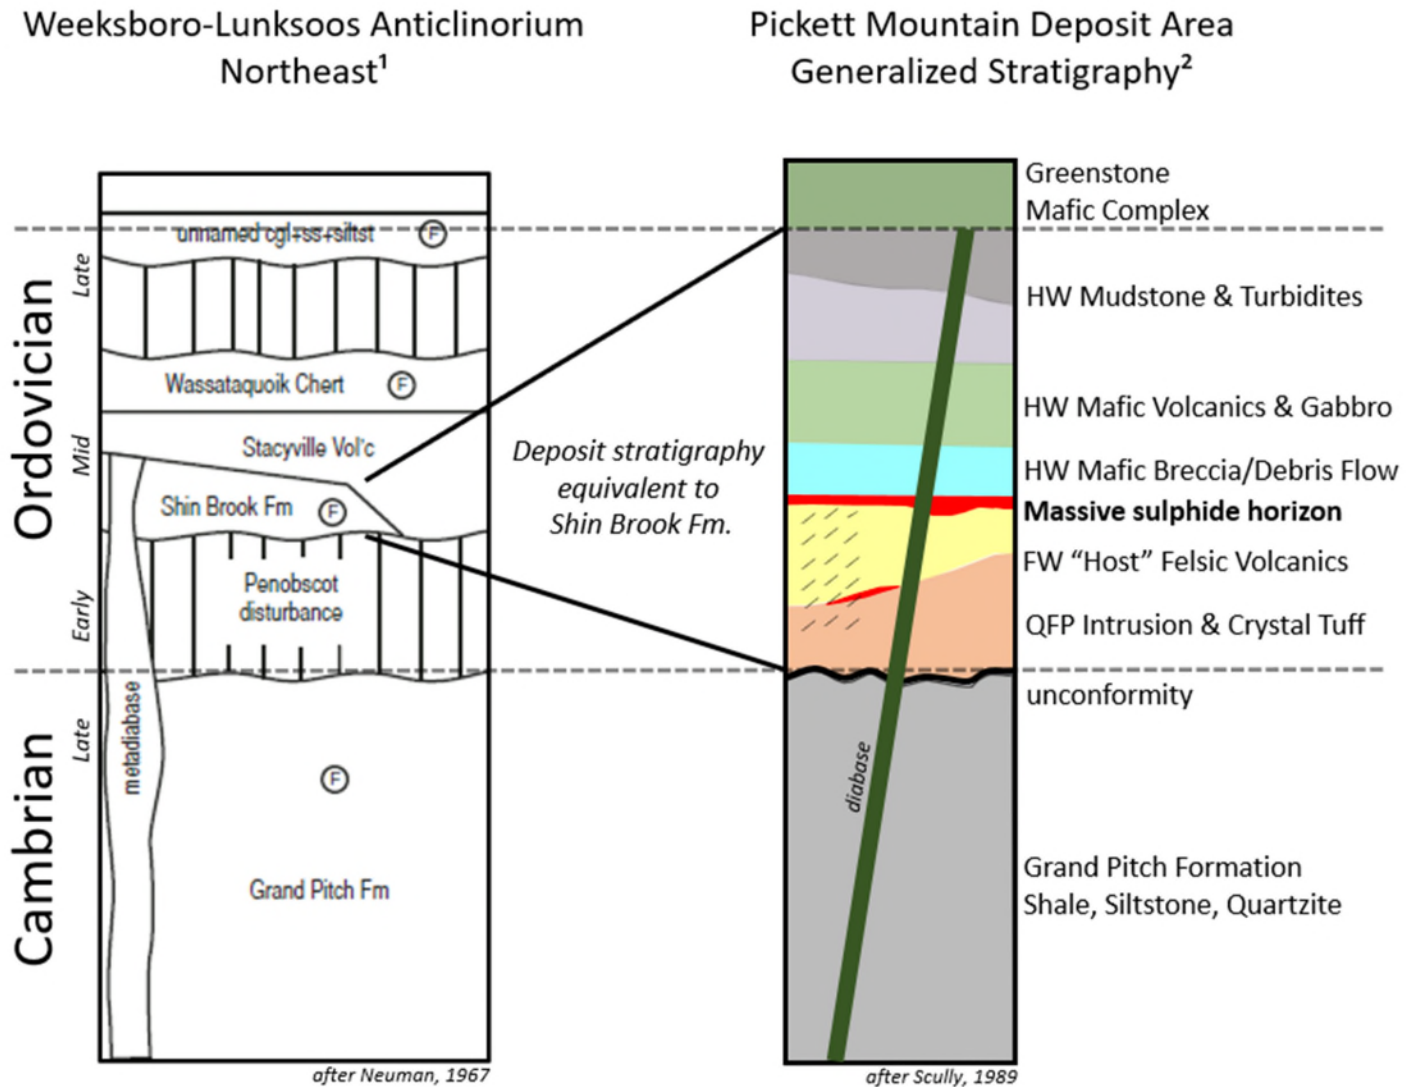 Weeksboro-Lunksoos Anticlinorium
Northeast¹
Pickett Mountain Deposit Area
Generalized Stratigraphy²
Ordovician
Late
Mid
Early
Cambrian
Late
unnamed cgl+ss+siltst F
Wassataquoik Chert F
Stacyville Vol'c
Shin Brook Fm F
Penobscot
disturbance
metadiabase
F
Grand Pitch Fm
after Neuman, 1967
Deposit stratigraphy
equivalent to
Shin Brook Fm.
Greenstone
Mafic Complex
HW Mudstone & Turbidites
HW Mafic Volcanics & Gabbro
HW Mafic Breccia/Debris Flow
Massive sulphide horizon
FW “Host” Felsic Volcanics
QFP Intrusion & Crystal Tuff
unconformity
diabase
Grand Pitch Formation
Shale, Siltstone, Quartzite
after Scully, 1989